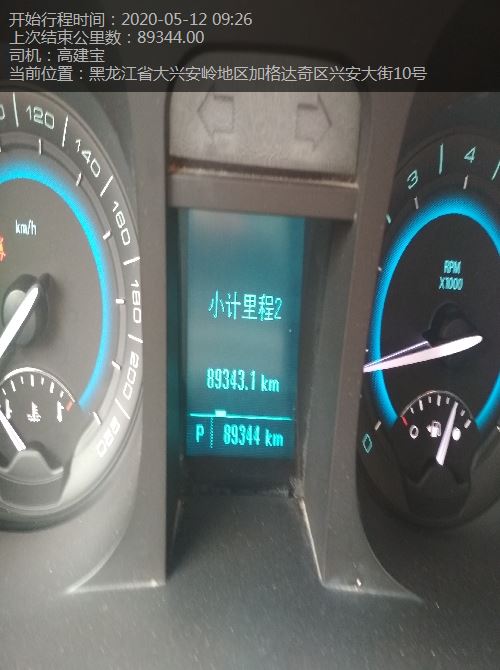 开始行程时间：2020-05-12 09:26
上次结束公里数：89344.00
司机：高建宝
当前位置：黑龙江省大兴安岭地区加格达奇区兴安大街10号
120
140
160
180
200
220
km/h
小计里程2
89343.1 km
P 89344 km
3
4
RPM
X1000
0
0